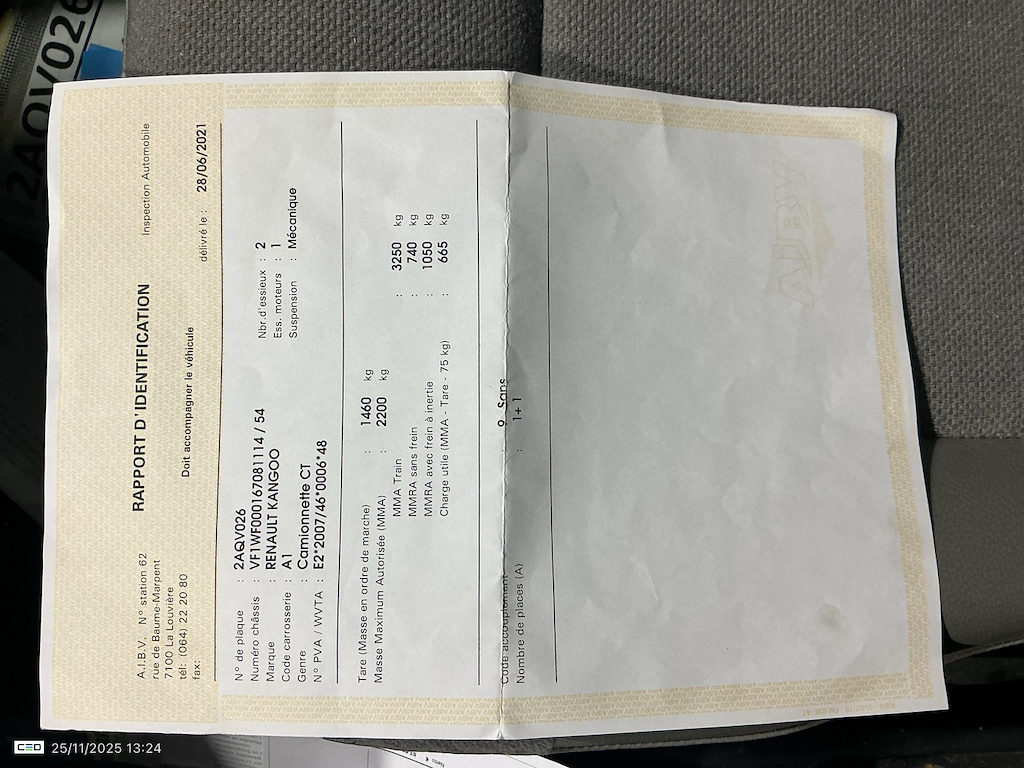 2AQV026
A.I.B.V. N° station 62
rue de Baume-Marpent
7100 La Louvière
tél: (064) 22 20 80
fax:
RAPPORT D'IDENTIFICATION
Inspection Automobile
Doit accompagner le véhicule
délivré le : 28/06/2021
N° de plaque : 2AQV026
Numéro châssis : VF1WF000167081114 / 54
Marque : RENAULT KANGOO
Code carrosserie : A1
Genre : Camionnette CT
N° PVA / WVTA : E2*2007/46*0006*48
Nbr.d'essieux : 2
Ess. moteurs : 1
Suspension : Mécanique
Tare (Masse en ordre de marche) : 1460 kg
Masse Maximum Autorisée (MMA) : 2200 kg
MMA Train : 3250 kg
MMRA sans frein : 740 kg
MMRA avec frein à inertie : 1050 kg
Charge utile (MMA - Tare - 75 kg) : 665 kg
Code accouplement 9 Sans
Nombre de places (A) : 1+1
AIBV
CEO 25/11/2025 13:24